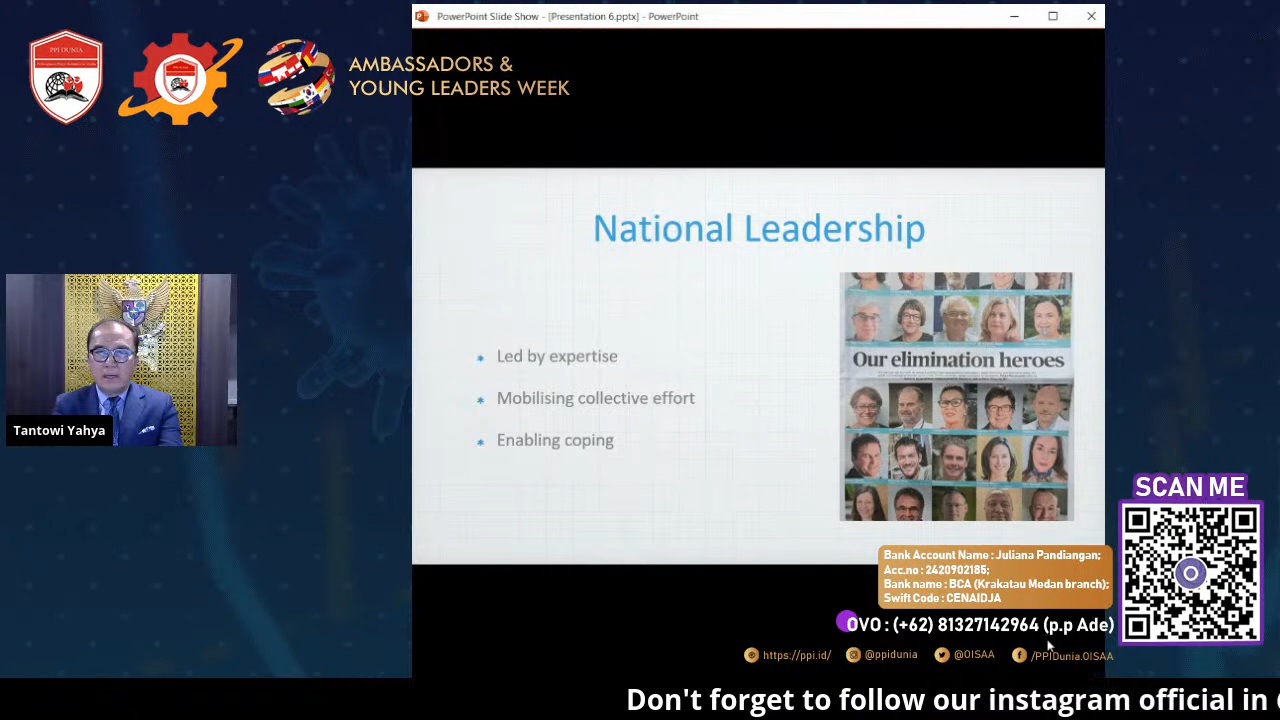 PowerPoint Slide Show - [Presentation 6.pptx] - PowerPoint
PPI DUNIA
AMBASSADORS &
YOUNG LEADERS WEEK
National Leadership
Led by expertise
Mobilising collective effort
Enabling coping
Our elimination heroes
Tantowi Yahya
SCAN ME
Bank Account Name : Juliana Pandiangan;
Acc.no : 2420902185;
Bank name : BCA (Krakatau Medan branch);
Swift Code : CENAIDJA
OVO : (+62) 81327142964 (p.p Ade)
https://ppi.id/
@ppidunia
@OISAA
/PPIDunia.OISAA
Don't forget to follow our instagram official in